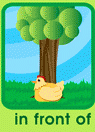 in front of